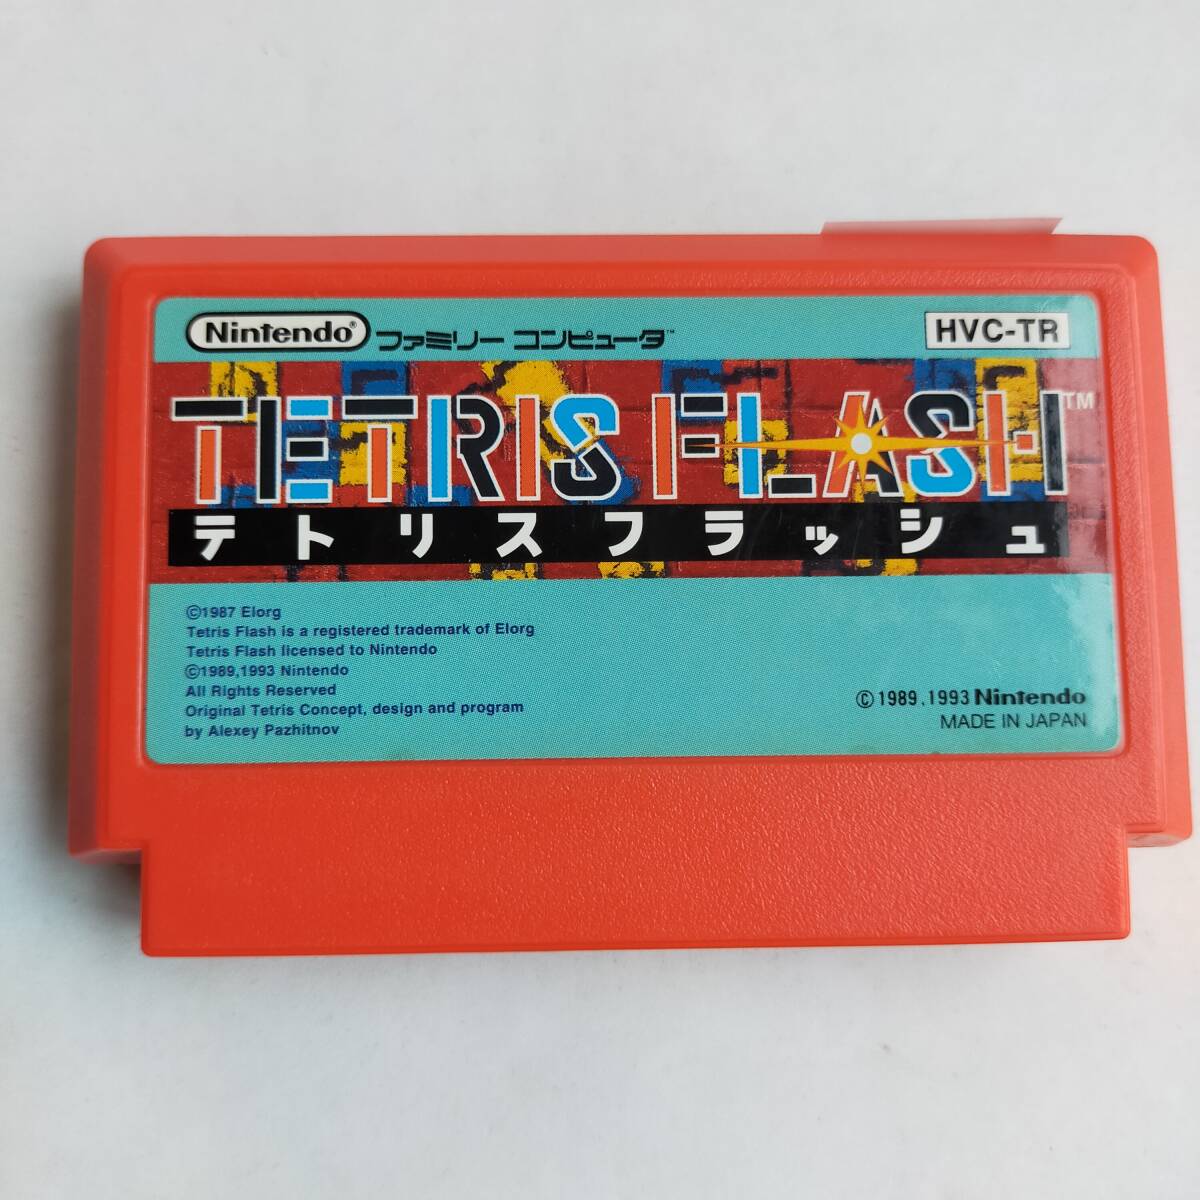 Nintendo® ファミリー コンピュータ™
HVC-TR
TETRIS FLASH™
テトリスフラッシュ
©1987 Elorg
Tetris Flash is a registered trademark of Elorg
Tetris Flash licensed to Nintendo
©1989,1993 Nintendo
All Rights Reserved
Original Tetris Concept, design and program
by Alexey Pazhitnov
©1989,1993 Nintendo
MADE IN JAPAN